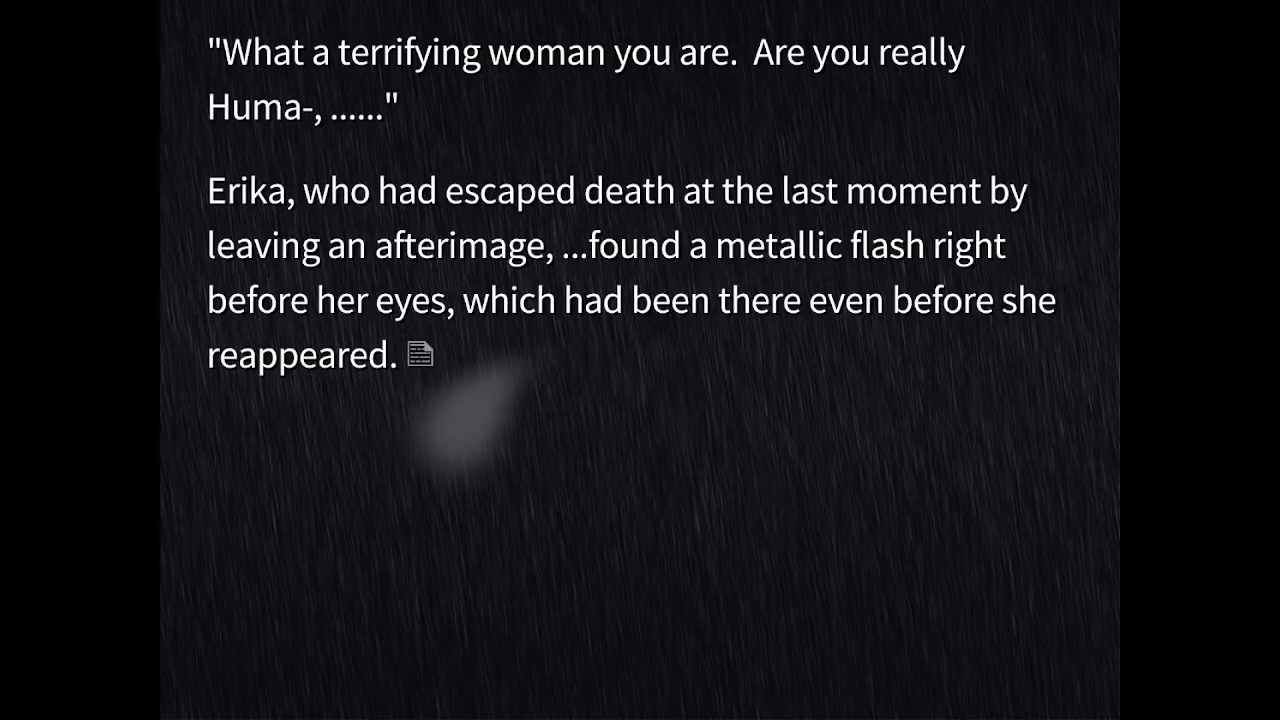 "What a terrifying woman you are.  Are you really
Huma-, ......"
Erika, who had escaped death at the last moment by
leaving an afterimage, ...found a metallic flash right
before her eyes, which had been there even before she
reappeared.